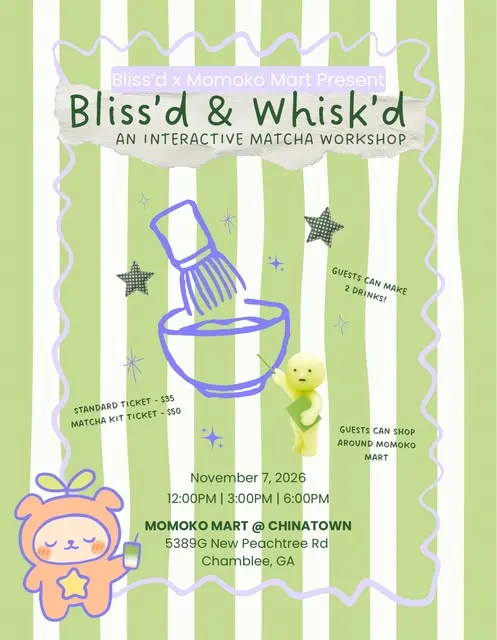 Bliss'd x Momoko Mart Present
Bliss'd & Whisk'd
AN INTERACTIVE MATCHA WORKSHOP
GUESTS CAN MAKE
2 DRINKS!
STANDARD TICKET - $35
MATCHA KIT TICKET - $50
GUESTS CAN SHOP
AROUND MOMOKO
MART
November 7, 2026
12:00PM | 3:00PM | 6:00PM
MOMOKO MART @ CHINATOWN
5389G New Peachtree Rd
Chamblee, GA